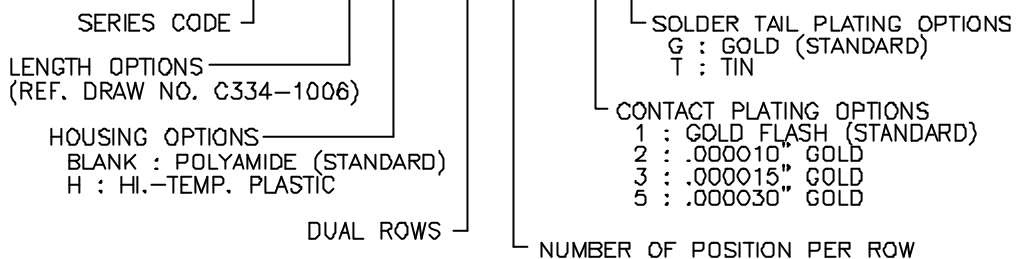 SERIES CODE
LENGTH OPTIONS
(REF. DRAW NO. C334-1006)
HOUSING OPTIONS
BLANK : POLYAMIDE (STANDARD)
H : HI.-TEMP. PLASTIC
DUAL ROWS
SOLDER TAIL PLATING OPTIONS
G : GOLD (STANDARD)
T : TIN
CONTACT PLATING OPTIONS
1 : GOLD FLASH (STANDARD)
2 : .000010" GOLD
3 : .000015" GOLD
5 : .000030" GOLD
NUMBER OF POSITION PER ROW